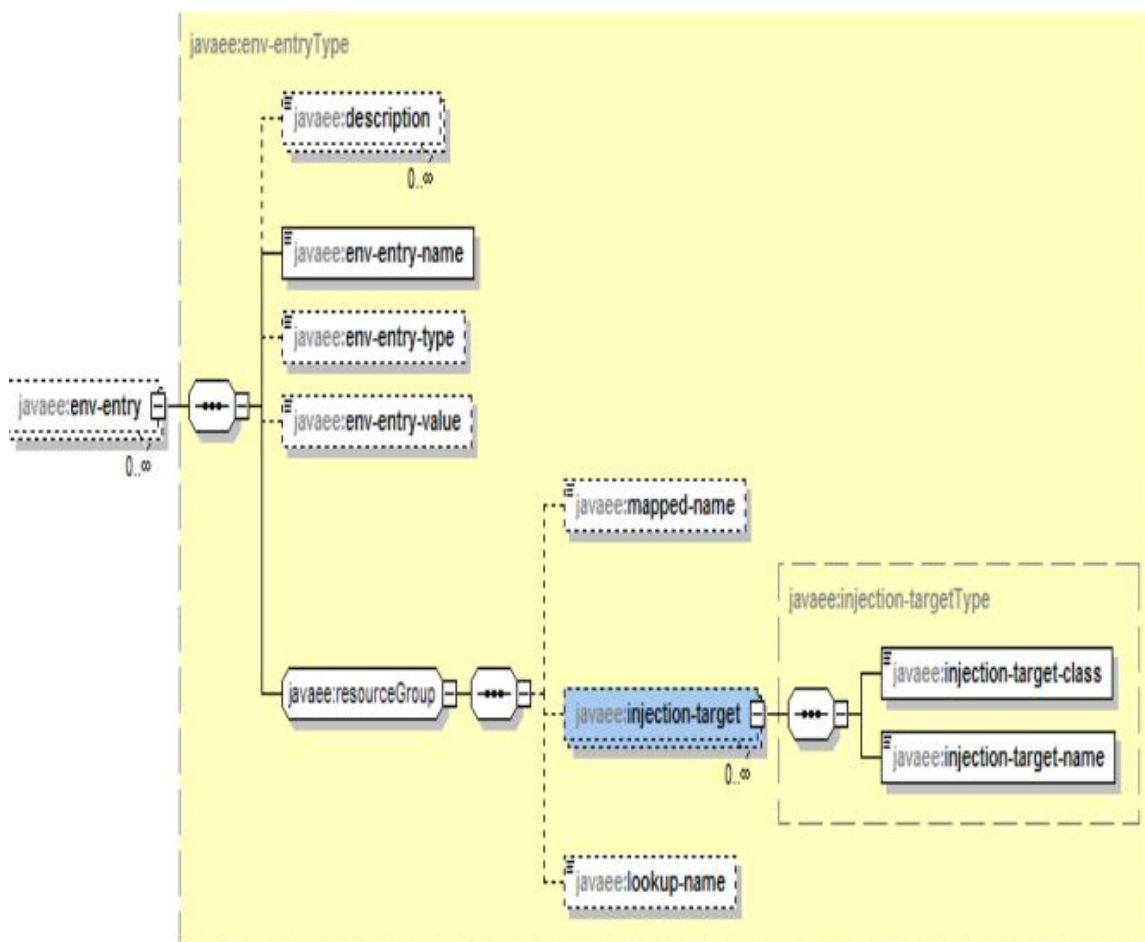 javaee:env-entryType
javaee:description
0..∞
javaee:env-entry-name
javaee:env-entry-type
javaee:env-entry-value
javaee:env-entry
0..∞
javaee:mapped-name
javaee:injection-targetType
javaee:resourceGroup
javaee:injection-target
0..∞
javaee:injection-target-class
javaee:injection-target-name
javaee:lookup-name